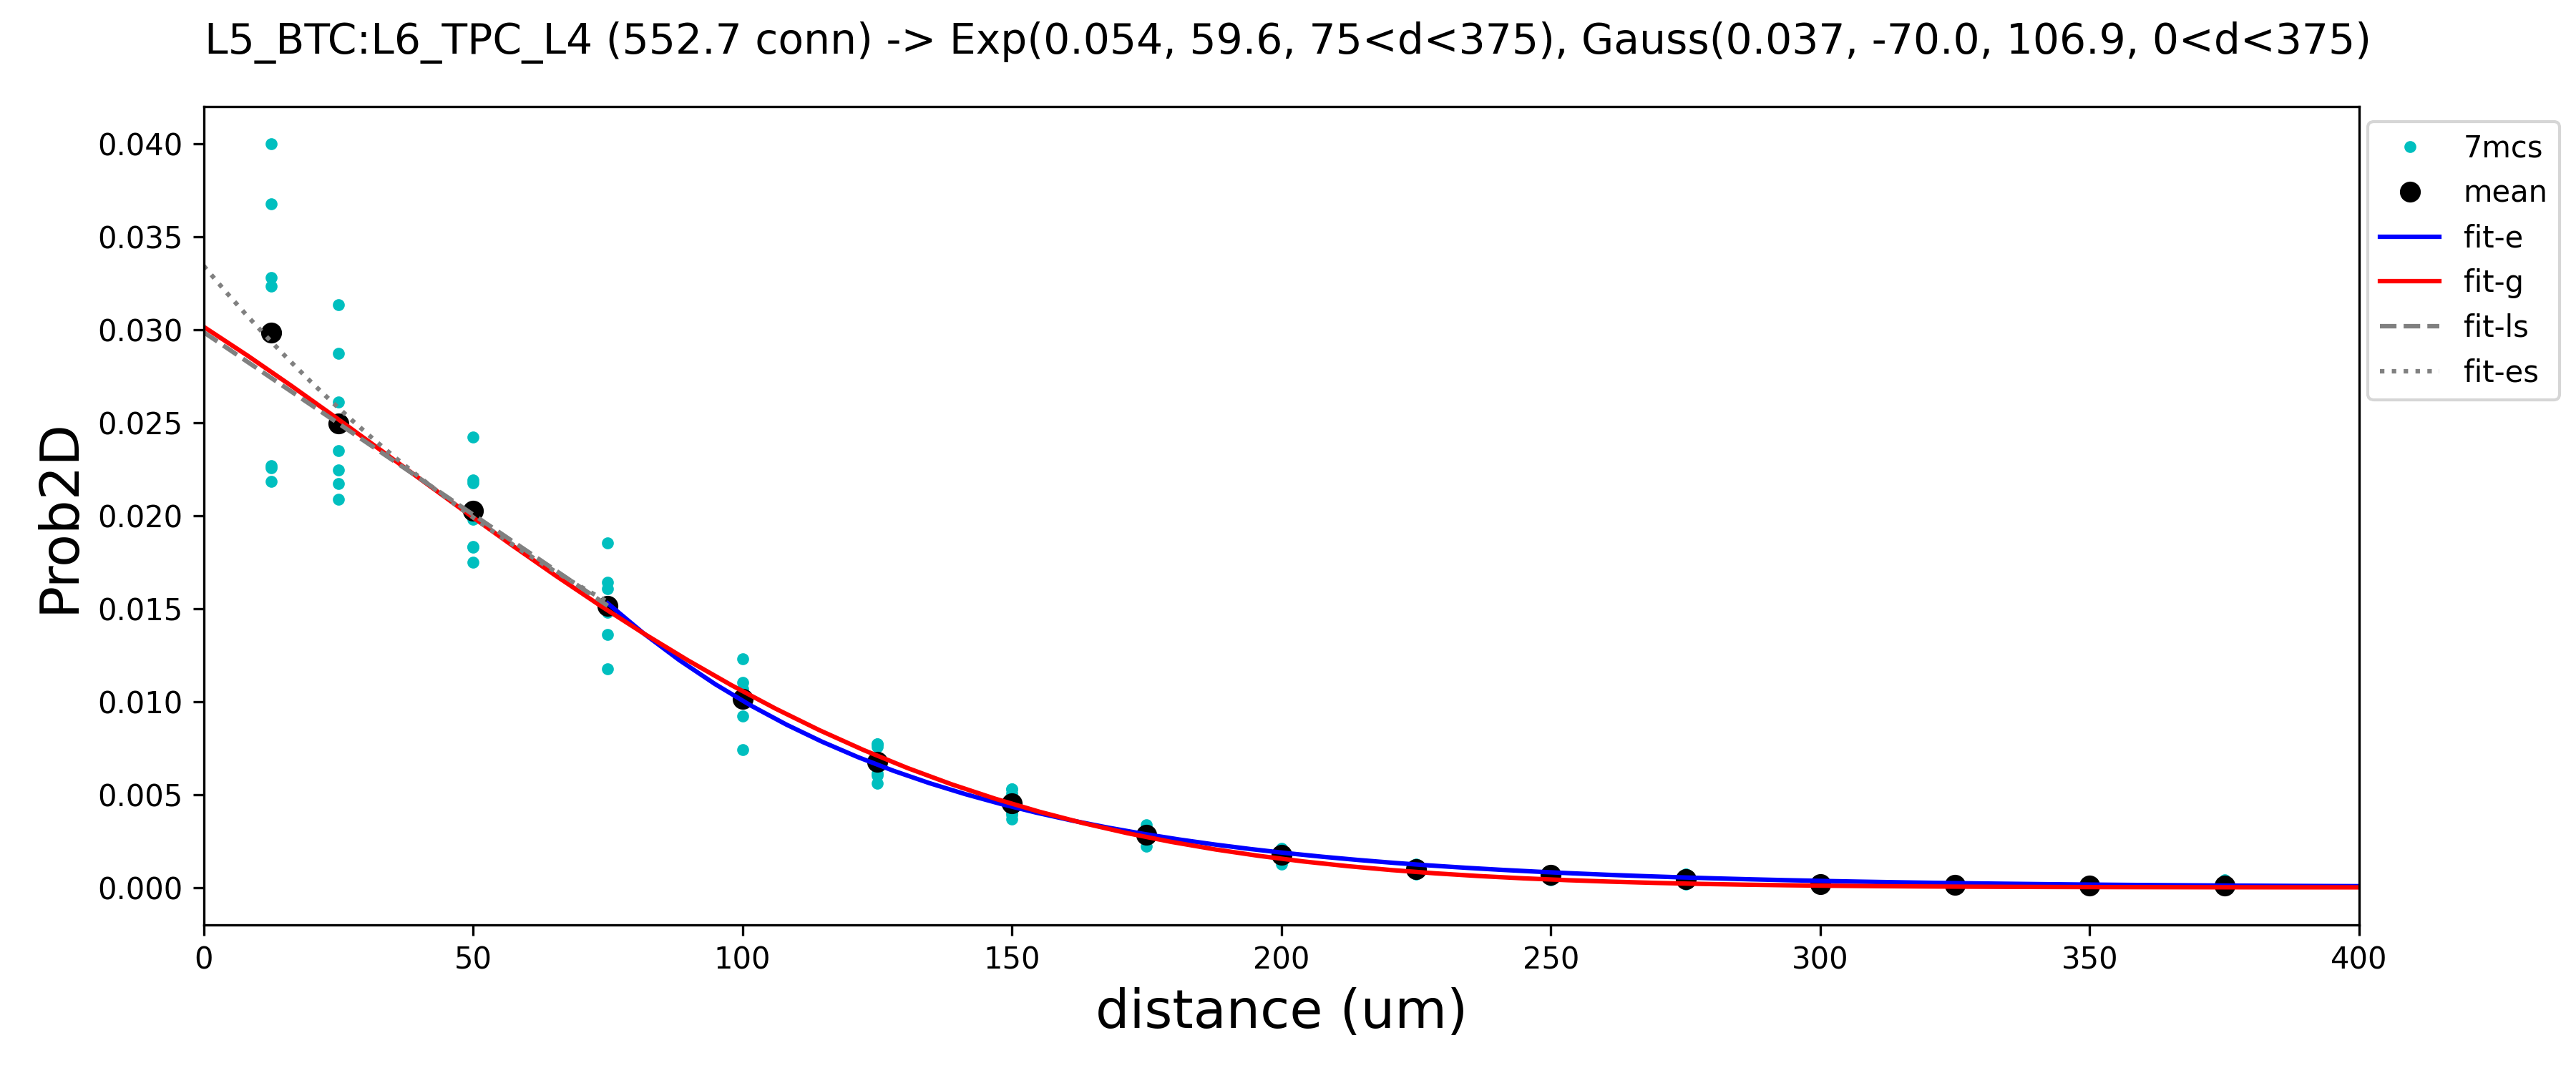 L5_BTC:L6_TPC_L4 (552.7 conn) -> Exp(0.054, 59.6, 75<d<375), Gauss(0.037, -70.0, 106.9, 0<d<375)
0.040
0.035
0.030
0.025
0.020
0.015
0.010
0.005
0.000
Prob2D
0 50 100 150 200 250 300 350 400
distance (um)
7mcs
mean
fit-e
fit-g
fit-ls
fit-es